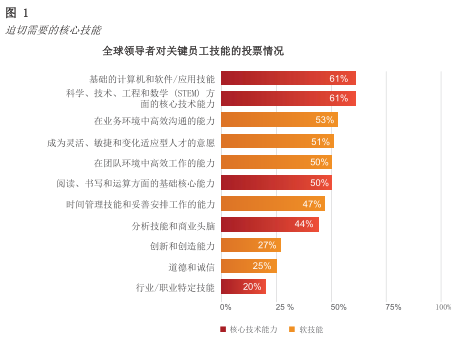 图 1
迫切需要的核心技能
全球领导者对关键员工技能的投票情况
基础的计算机和软件/应用技能 61%
科学、技术、工程和数学 (STEM) 方
面的核心技术能力 61%
在业务环境中高效沟通的能力 53%
成为灵活、敏捷和变化适应型人才的意愿 51%
在团队环境中高效工作的能力 50%
阅读、书写和运算方面的基础核心能力 50%
时间管理技能和妥善安排工作的能力 47%
分析技能和商业头脑 44%
创新和创造能力 27%
道德和诚信 25%
行业/职业特定技能 20%
0% 25 % 50% 75% 100%
核心技术能力 软技能